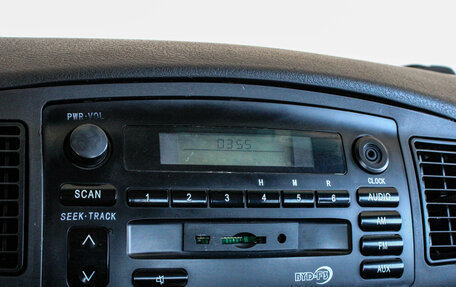 PWR•VOL
0355
H M R
CLOCK
SCAN 1 2 3 4 5 6 AUDIO
SEEK•TRACK
AM
FM
BYD-F3
AUX